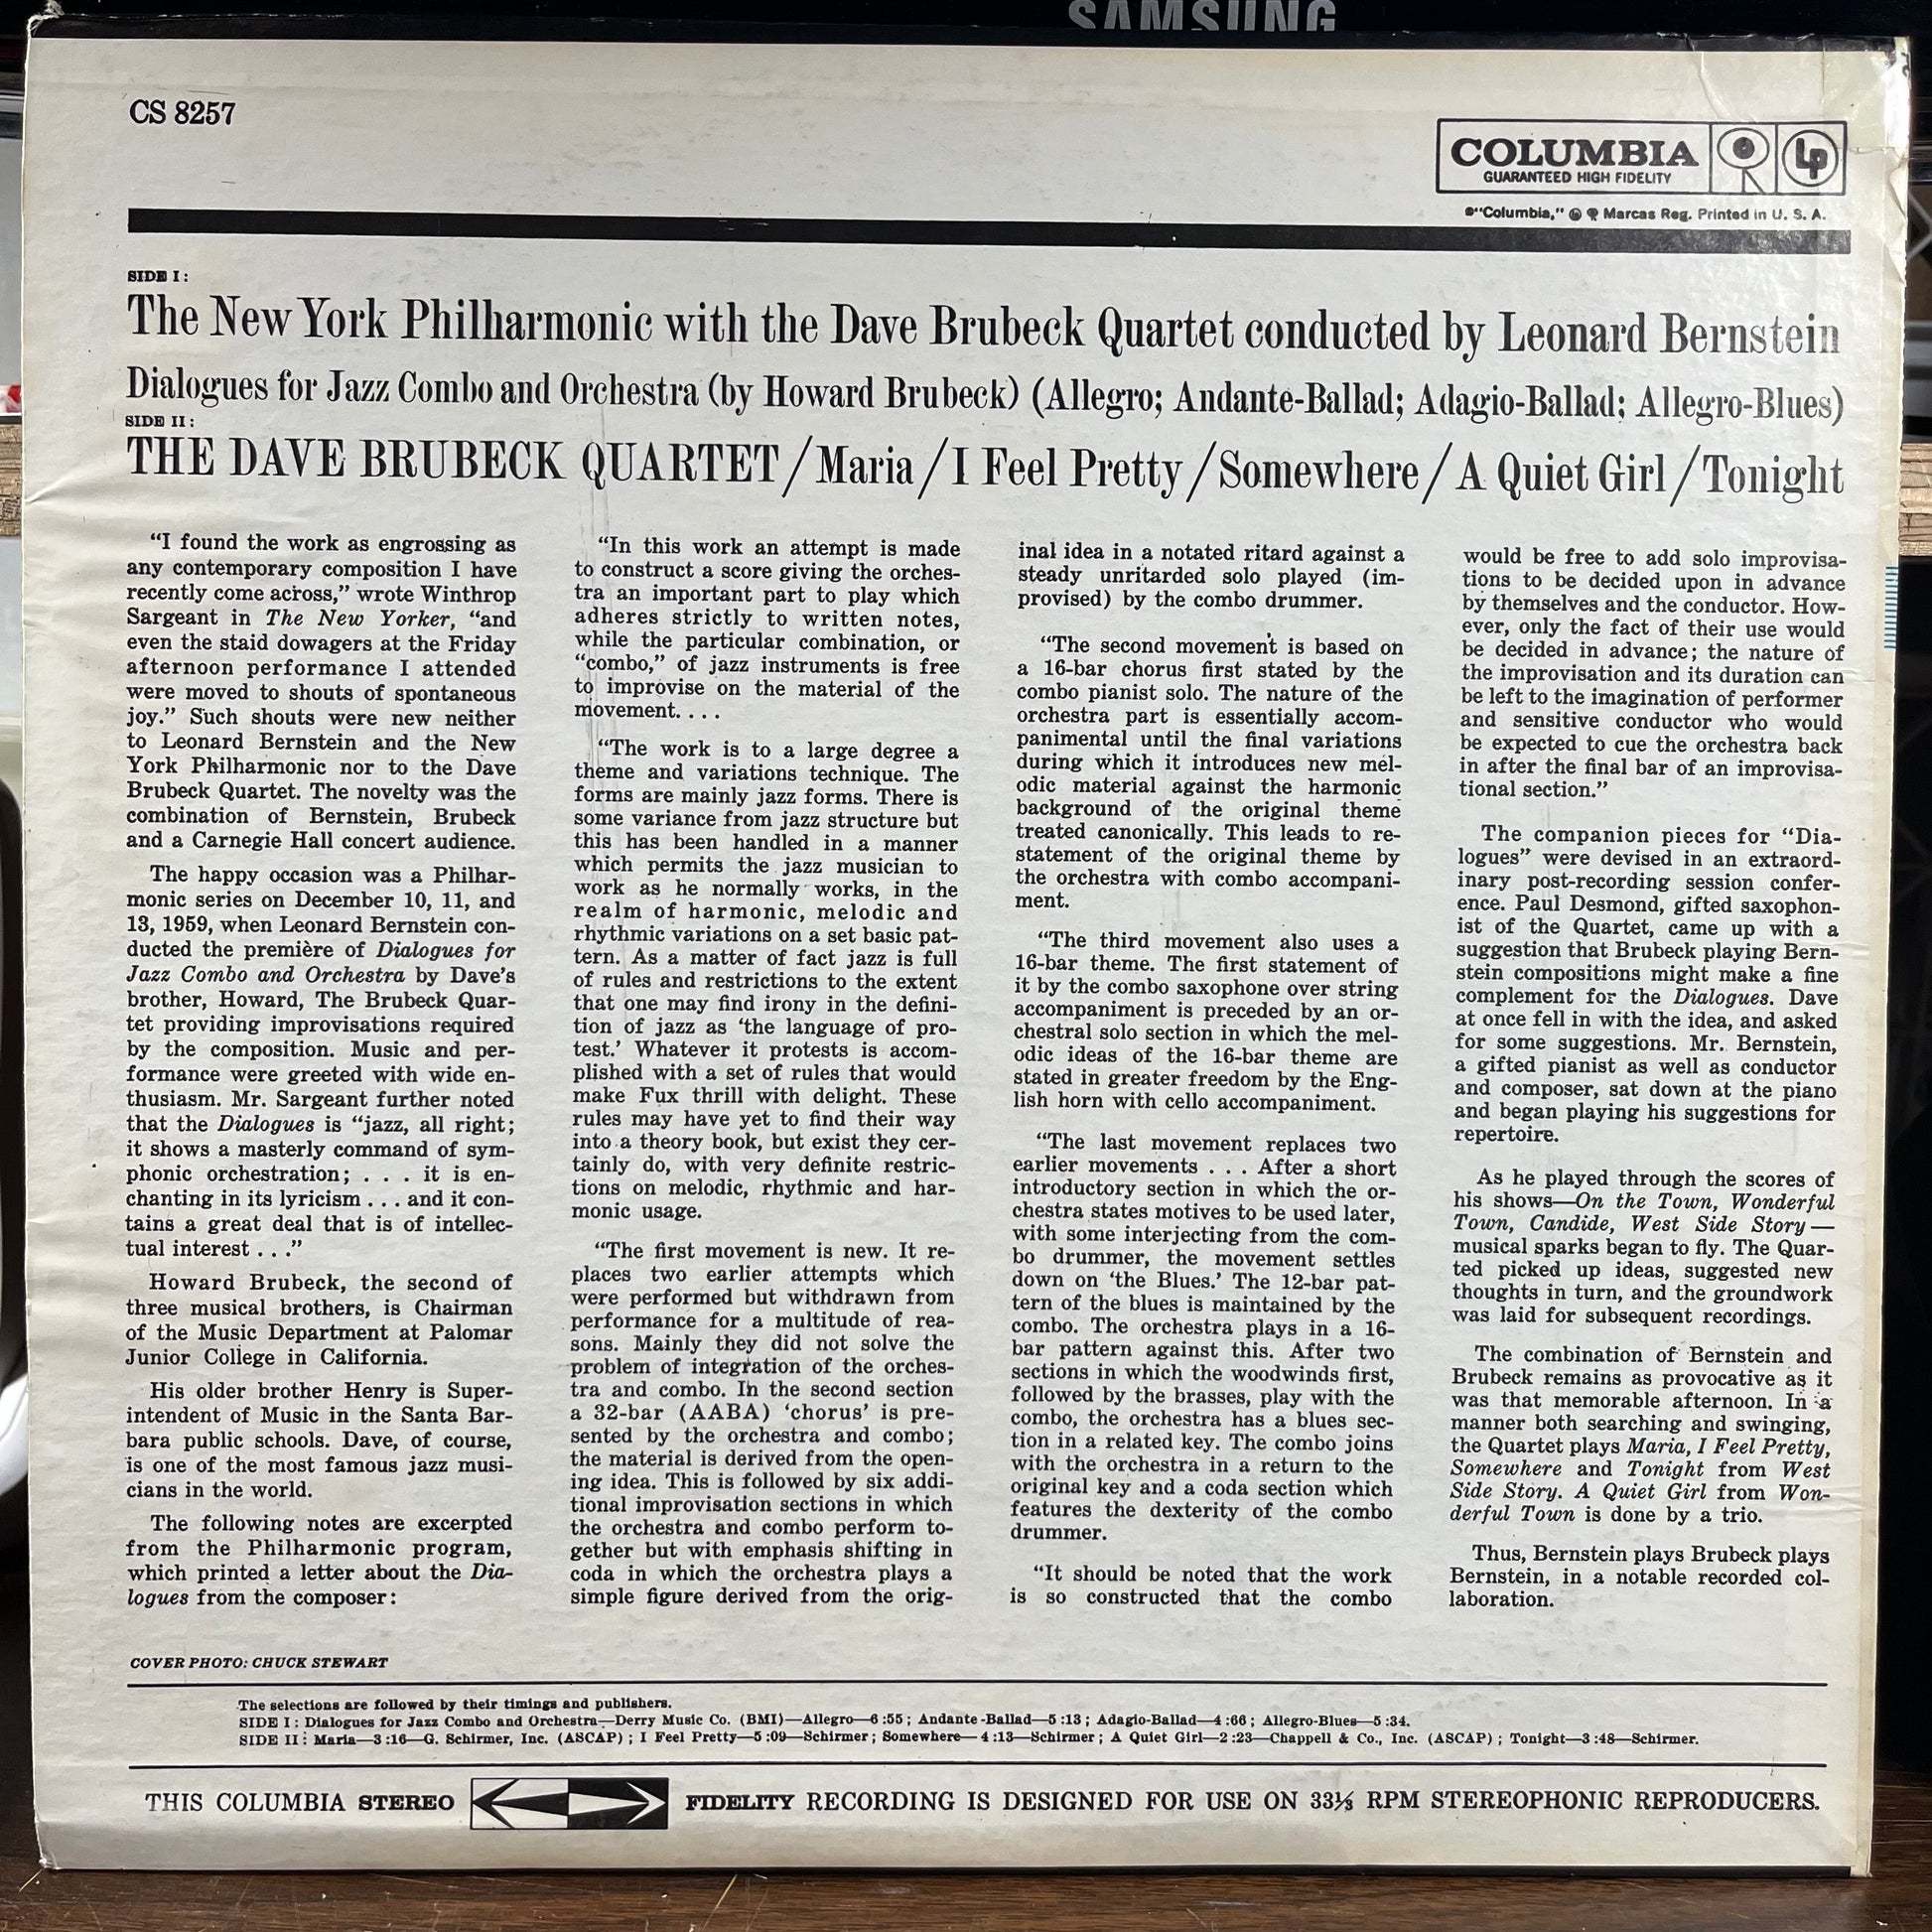 SAMSUNG
CS 8257
COLUMBIA
GUARANTEED HIGH FIDELITY
Lp
®"Columbia," Marcas Reg. Printed in U. S. A.
SIDE I:
The New York Philharmonic with the Dave Brubeck Quartet conducted by Leonard Bernstein
Dialogues for Jazz Combo and Orchestra (by Howard Brubeck) (Allegro; Andante-Ballad; Adagio-Ballad; Allegro-Blues)
SIDE II:
THE DAVE BRUBECK QUARTET/Maria/I Feel Pretty/Somewhere/A Quiet Girl/Tonight
"I found the work as engrossing as
any contemporary composition I have
recently come across," wrote Winthrop
Sargeant in The New Yorker, "and
even the staid dowagers at the Friday
afternoon performance I attended
were moved to shouts of spontaneous
joy." Such shouts were new neither
to Leonard Bernstein and the New
York Philharmonic nor to the Dave
Brubeck Quartet. The novelty was the
combination of Bernstein, Brubeck
and a Carnegie Hall concert audience.
The happy occasion was a Philhar-
monic series on December 10, 11, and
13, 1959, when Leonard Bernstein con-
ducted the première of Dialogues for
Jazz Combo and Orchestra by Dave's
brother, Howard, The Brubeck Quar-
tet providing improvisations required
by the composition. Music and per-
formance were greeted with wide en-
thusiasm. Mr. Sargeant further noted
that the Dialogues is "jazz, all right;
it shows a masterly command of sym-
phonic orchestration; . . . it is en-
chanting in its lyricism . . . and it con-
tains a great deal that is of intellec-
tual interest . . ."
Howard Brubeck, the second of
three musical brothers, is Chairman
of the Music Department at Palomar
Junior College in California.
His older brother Henry is Super-
intendent of Music in the Santa Bar-
bara public schools. Dave, of course,
is one of the most famous jazz musi-
cians in the world.
The following notes are excerpted
from the Philharmonic program,
which printed a letter about the Dia-
logues from the composer:
"In this work an attempt is made
to construct a score giving the orches-
tra an important part to play which
adheres strictly to written notes,
while the particular combination, or
"combo," of jazz instruments is free
to improvise on the material of the
movement. . . .
"The work is to a large degree a
theme and variations technique. The
forms are mainly jazz forms. There is
some variance from jazz structure but
this has been handled in a manner
which permits the jazz musician to
work as he normally works, in the
realm of harmonic, melodic and
rhythmic variations on a set basic pat-
tern. As a matter of fact jazz is full
of rules and restrictions to the extent
that one may find irony in the defini-
tion of jazz as 'the language of pro-
test.' Whatever it protests is accom-
plished with a set of rules that would
make Fux thrill with delight. These
rules may have yet to find their way
into a theory book, but exist they cer-
tainly do, with very definite restric-
tions on melodic, rhythmic and har-
monic usage.
"The first movement is new. It re-
places two earlier attempts which
were performed but withdrawn from
performance for a multitude of rea-
sons. Mainly they did not solve the
problem of integration of the orches-
tra and combo. In the second section
a 32-bar (AABA) 'chorus' is pre-
sented by the orchestra and combo;
the material is derived from the open-
ing idea. This is followed by six addi-
tional improvisation sections in which
the orchestra and combo perform to-
gether but with emphasis shifting in
coda in which the orchestra plays a
simple figure derived from the orig-
inal idea in a notated ritard against a
steady unritarded solo played (im-
provised) by the combo drummer.
"The second movement is based on
a 16-bar chorus first stated by the
combo pianist solo. The nature of the
orchestra part is essentially accom-
panimental until the final variations
during which it introduces new mel-
odic material against the harmonic
background of the original theme
treated canonically. This leads to re-
statement of the original theme by
the orchestra with combo accompani-
ment.
"The third movement also uses a
16-bar theme. The first statement of
it by the combo saxophone over string
accompaniment is preceded by an or-
chestral solo section in which the mel-
odic ideas of the 16-bar theme are
stated in greater freedom by the Eng-
lish horn with cello accompaniment.
"The last movement replaces two
earlier movements . . . After a short
introductory section in which the or-
chestra states motives to be used later,
with some interjecting from the com-
bo drummer, the movement settles
down on 'the Blues.' The 12-bar pat-
tern of the blues is maintained by the
combo. The orchestra plays in a 16-
bar pattern against this. After two
sections in which the woodwinds first,
followed by the brasses, play with the
combo, the orchestra has a blues sec-
tion in a related key. The combo joins
with the orchestra in a return to the
original key and a coda section which
features the dexterity of the combo
drummer.
"It should be noted that the work
is so constructed that the combo
would be free to add solo improvisa-
tions to be decided upon in advance
by themselves and the conductor. How-
ever, only the fact of their use would
be decided in advance; the nature of
the improvisation and its duration can
be left to the imagination of performer
and sensitive conductor who would
be expected to cue the orchestra back
in after the final bar of an improvisa-
tional section."
The companion pieces for "Dia-
logues" were devised in an extraord-
inary post-recording session confer-
ence. Paul Desmond, gifted saxophon-
ist of the Quartet, came up with a
suggestion that Brubeck playing Bern-
stein compositions might make a fine
complement for the Dialogues. Dave
at once fell in with the idea, and asked
for some suggestions. Mr. Bernstein,
a gifted pianist as well as conductor
and composer, sat down at the piano
and began playing his suggestions for
repertoire.
As he played through the scores of
his shows—On the Town, Wonderful
Town, Candide, West Side Story—
musical sparks began to fly. The Quar-
ted picked up ideas, suggested new
thoughts in turn, and the groundwork
was laid for subsequent recordings.
The combination of Bernstein and
Brubeck remains as provocative as it
was that memorable afternoon. In a
manner both searching and swinging,
the Quartet plays Maria, I Feel Pretty,
Somewhere and Tonight from West
Side Story. A Quiet Girl from Won-
derful Town is done by a trio.
Thus, Bernstein plays Brubeck plays
Bernstein, in a notable recorded col-
laboration.
COVER PHOTO: CHUCK STEWART
The selections are followed by their timings and publishers.
SIDE I: Dialogues for Jazz Combo and Orchestra—Derry Music Co. (BMI)—Allegro—6:55; Andante-Ballad—5:13; Adagio-Ballad—4:66; Allegro-Blues—5:34.
SIDE II: Maria—3:16—G. Schirmer, Inc. (ASCAP); I Feel Pretty—5:09—Schirmer; Somewhere—4:13—Schirmer; A Quiet Girl—2:23—Chappell & Co., Inc. (ASCAP); Tonight—3:48—Schirmer.
THIS COLUMBIA STEREO FIDELITY RECORDING IS DESIGNED FOR USE ON 33⅓ RPM STEREOPHONIC REPRODUCERS.